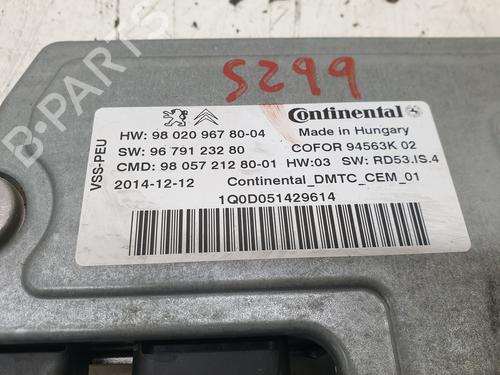 S299
Continental
HW: 98 020 967 80-04
Made in Hungary
SW: 96 791 232 80
COFOR 94563K 02
CMD: 98 057 212 80-01 HW:03 SW: RD53.IS.4
2014-12-12 Continental_DMTC_CEM_01
1Q0D051429614
VSS-PEU
B-PARTS